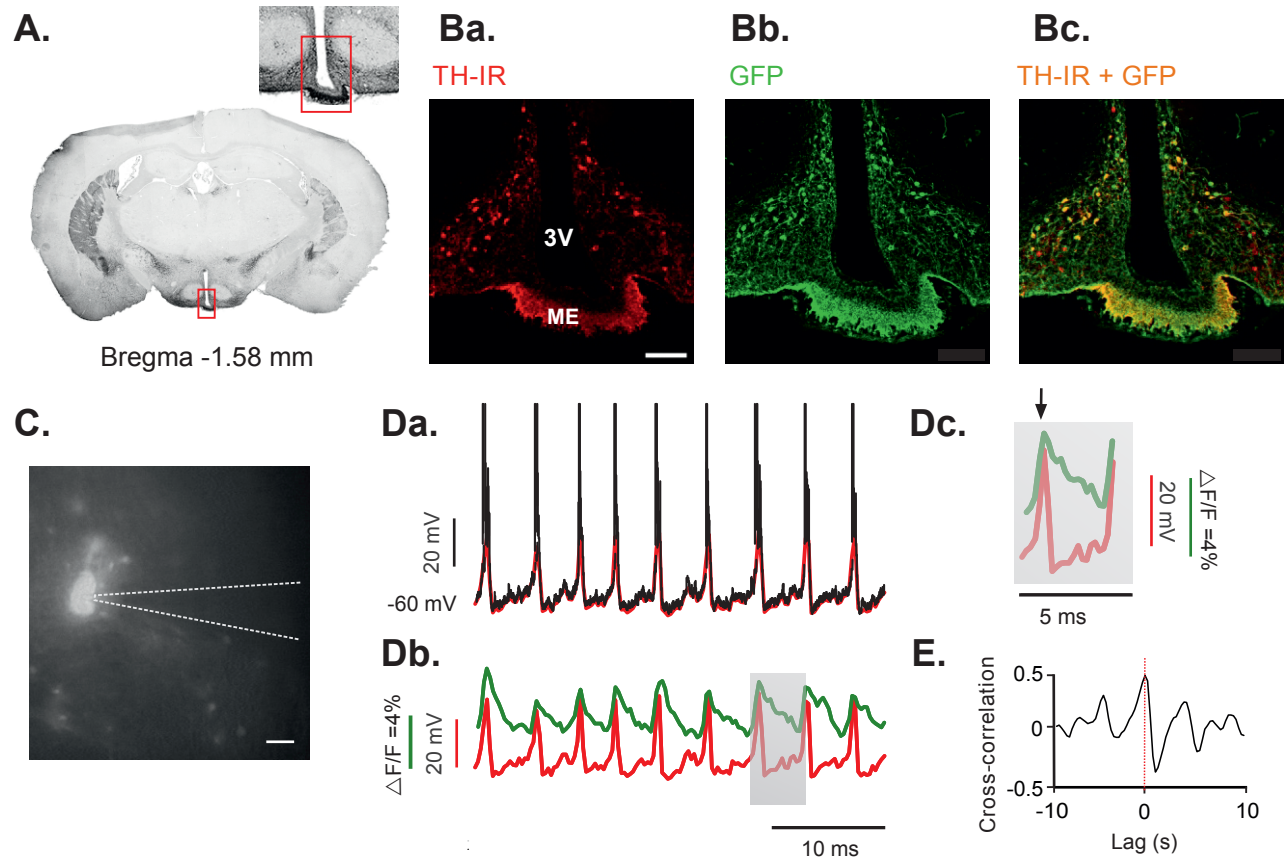 A.
Bregma -1.58 mm
Ba.
TH-IR
3V
ME
Bb.
GFP
Bc.
TH-IR + GFP
C.
Da.
20 mV
-60 mV
Db.
△F/F =4%
20 mV
10 ms
Dc.
20 mV
△F/F =4%
5 ms
E.
Cross-correlation
0.5
0
-0.5
-10
0
10
Lag (s)